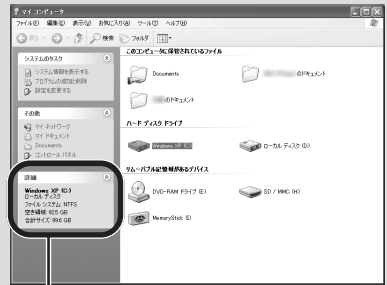 マイ コンピュータ
ファイル(F) 編集(E) 表示(V) お気に入り(A) ツール(T) ヘルプ(H)
戻る 検索 フォルダ
システムのタスク
システム情報を表示する
プログラムの追加と削除
設定を変更する
その他
マイ ネットワーク
マイ ドキュメント
Documents
コントロール パネル
詳細
Windows XP (C:)
ローカル ディスク
ファイル システム: NTFS
空き領域: 92.5 GB
合計サイズ: 99.6 GB
このコンピュータに保管されているファイル
Documents
のドキュメント
のドキュメント
ハード ディスク ドライブ
Windows XP (C:)
ローカル ディスク (D:)
リムーバブル記憶域があるデバイス
DVD-RAM ドライブ (E:)
SD / MMC (H:)
MemoryStick (I:)